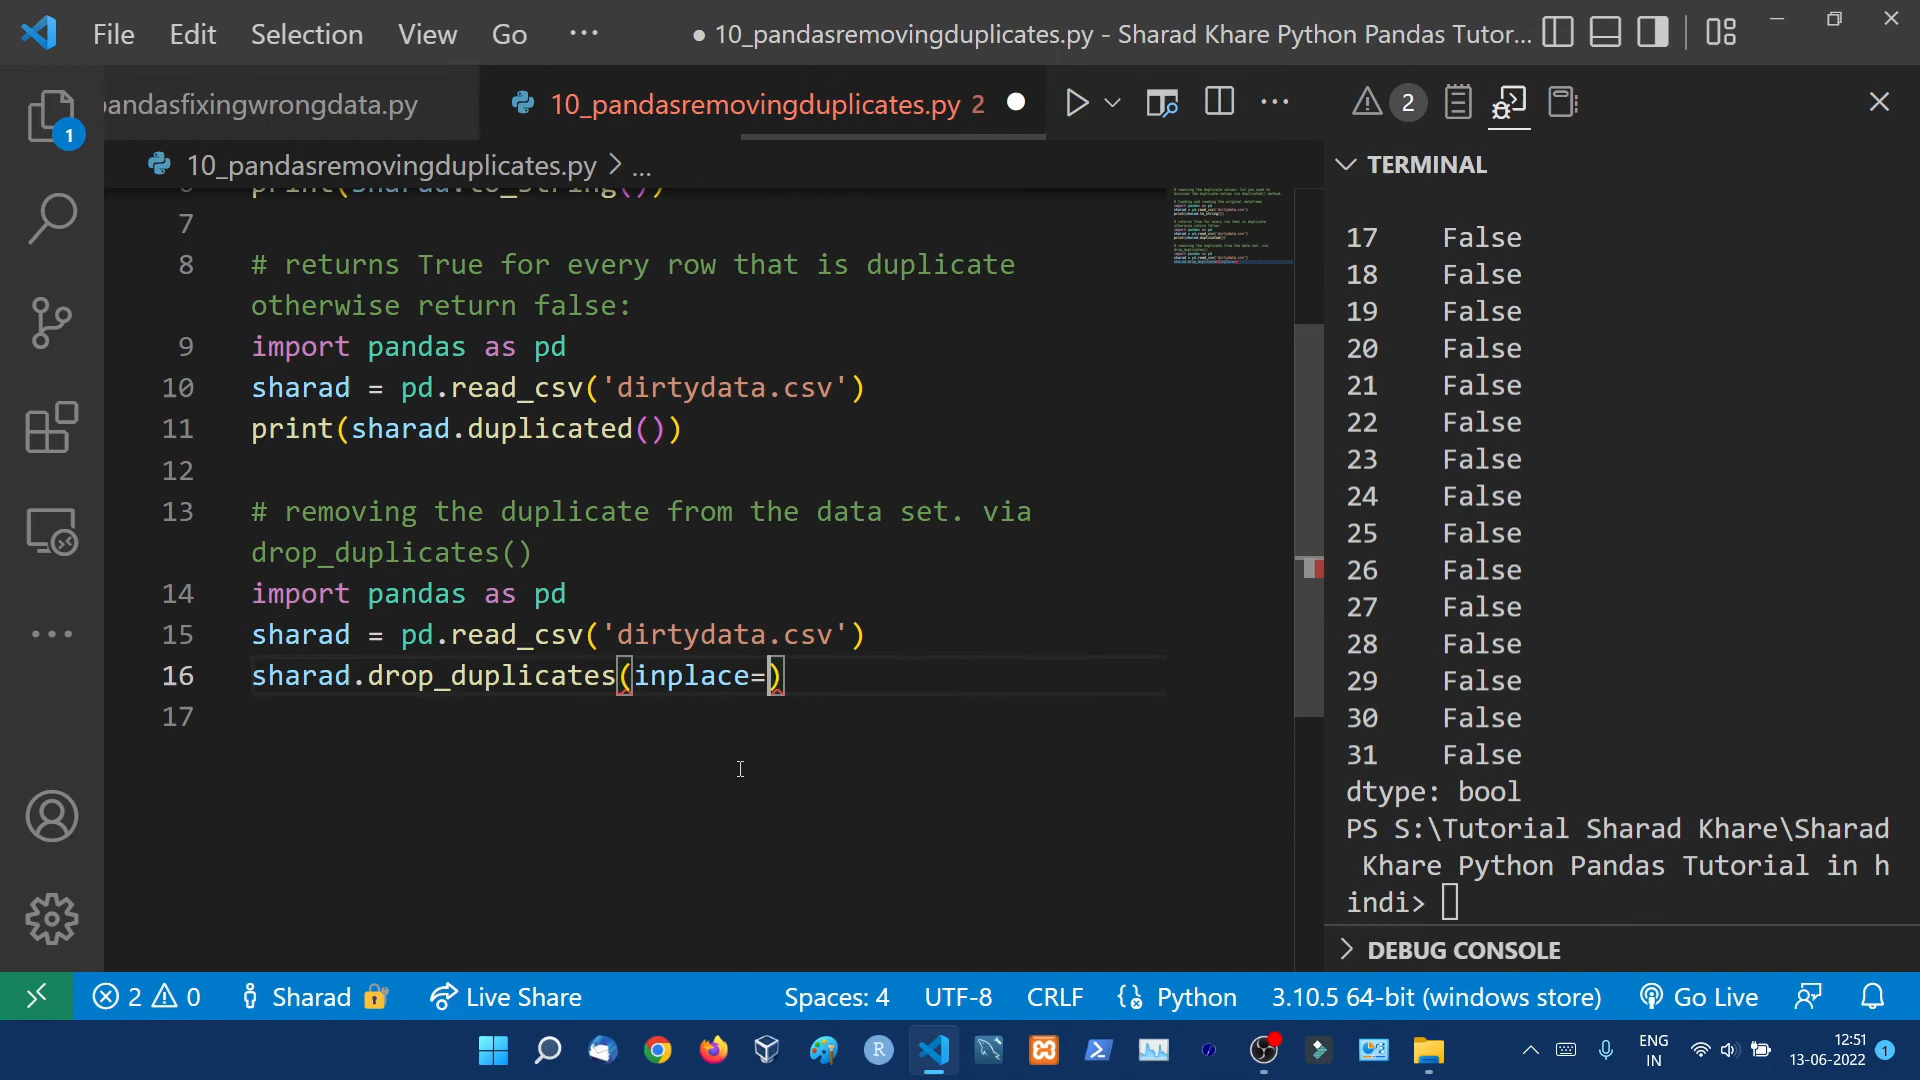 File Edit Selection View Go ··· ● 10_pandasremovingduplicates.py - Sharad Khare Python Pandas Tutor...
pandasfixingwrongdata.py 10_pandasremovingduplicates.py 2 ● ··· 2
1
10_pandasremovingduplicates.py > ...
6 print(sharad.to_string())
7
8 # returns True for every row that is duplicate
otherwise return false:
9 import pandas as pd
10 sharad = pd.read_csv('dirtydata.csv')
11 print(sharad.duplicated())
12
13 # removing the duplicate from the data set. via
drop_duplicates()
14 import pandas as pd
15 sharad = pd.read_csv('dirtydata.csv')
16 sharad.drop_duplicates(inplace=)
17
TERMINAL
17 False
18 False
19 False
20 False
21 False
22 False
23 False
24 False
25 False
26 False
27 False
28 False
29 False
30 False
31 False
dtype: bool
PS S:\Tutorial Sharad Khare\Sharad
Khare Python Pandas Tutorial in h
indi>
DEBUG CONSOLE
2 0 Sharad Live Share Spaces: 4 UTF-8 CRLF Python 3.10.5 64-bit (windows store) Go Live
ENG
IN
12:51
13-06-2022
1